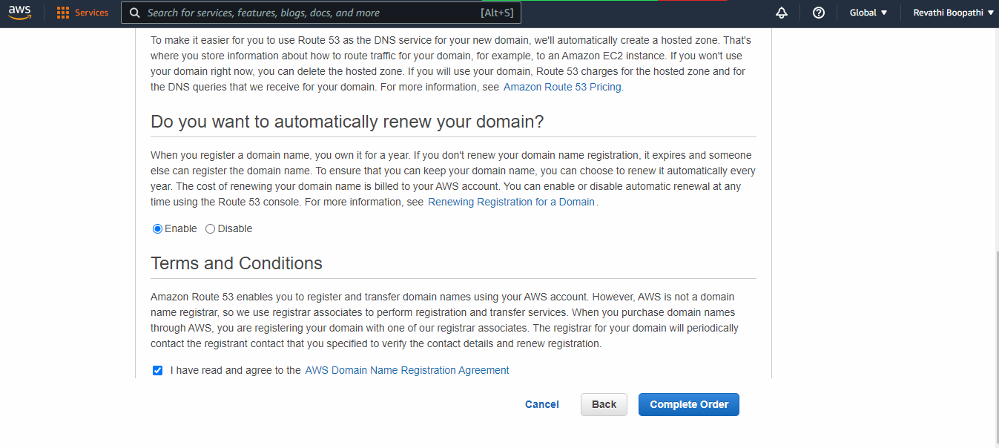 aws
Services
Search for services, features, blogs, docs, and more
[Alt+S]
Global
Revathi Boopathi
To make it easier for you to use Route 53 as the DNS service for your new domain, we'll automatically create a hosted zone. That's
where you store information about how to route traffic for your domain, for example, to an Amazon EC2 instance. If you won't use
your domain right now, you can delete the hosted zone. If you will use your domain, Route 53 charges for the hosted zone and for
the DNS queries that we receive for your domain. For more information, see Amazon Route 53 Pricing.
Do you want to automatically renew your domain?
When you register a domain name, you own it for a year. If you don't renew your domain name registration, it expires and someone
else can register the domain name. To ensure that you can keep your domain name, you can choose to renew it automatically every
year. The cost of renewing your domain name is billed to your AWS account. You can enable or disable automatic renewal at any
time using the Route 53 console. For more information, see Renewing Registration for a Domain.
Enable Disable
Terms and Conditions
Amazon Route 53 enables you to register and transfer domain names using your AWS account. However, AWS is not a domain
name registrar, so we use registrar associates to perform registration and transfer services. When you purchase domain names
through AWS, you are registering your domain with one of our registrar associates. The registrar for your domain will periodically
contact the registrant contact that you specified to verify the contact details and renew registration.
I have read and agree to the AWS Domain Name Registration Agreement
Cancel
Back
Complete Order